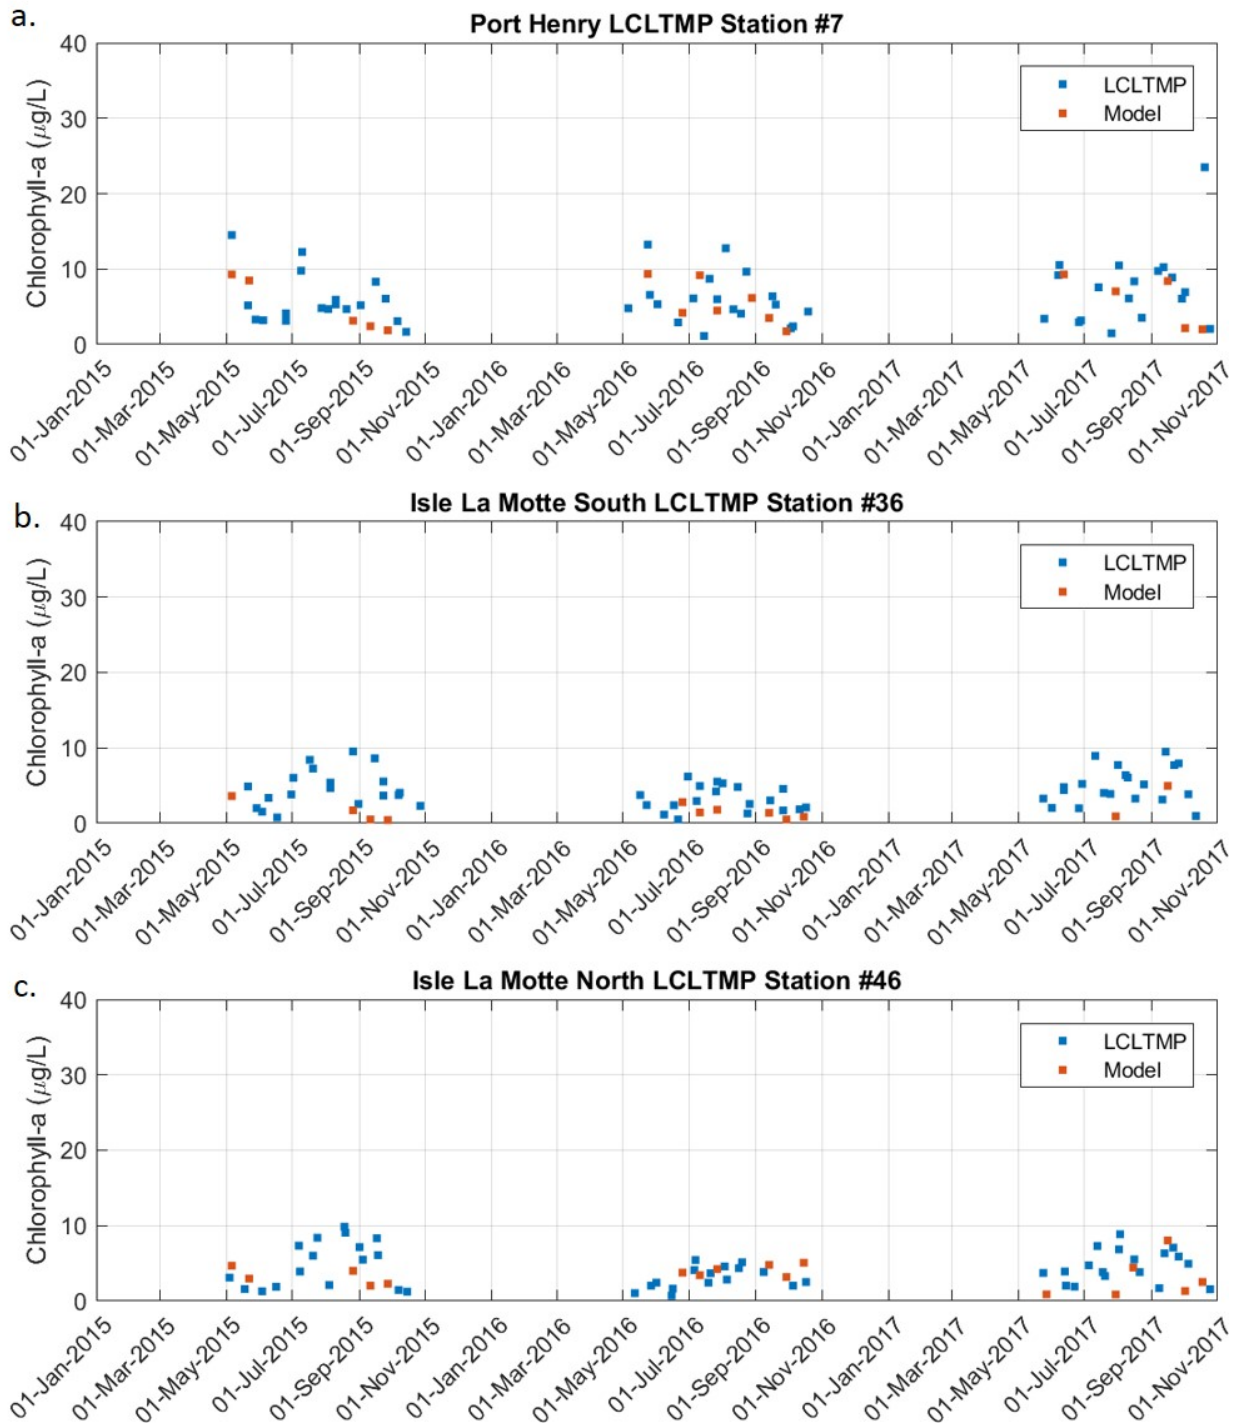 a.
Port Henry LCLTMP Station #7
Chlorophyll-a (μg/L)
40
30
20
10
0
LCLTMP
Model
01-Jan-2015
01-Mar-2015
01-May-2015
01-Jul-2015
01-Sep-2015
01-Nov-2015
01-Jan-2016
01-Mar-2016
01-May-2016
01-Jul-2016
01-Sep-2016
01-Nov-2016
01-Jan-2017
01-Mar-2017
01-May-2017
01-Jul-2017
01-Sep-2017
01-Nov-2017
b.
Isle La Motte South LCLTMP Station #36
Chlorophyll-a (μg/L)
40
30
20
10
0
LCLTMP
Model
01-Jan-2015
01-Mar-2015
01-May-2015
01-Jul-2015
01-Sep-2015
01-Nov-2015
01-Jan-2016
01-Mar-2016
01-May-2016
01-Jul-2016
01-Sep-2016
01-Nov-2016
01-Jan-2017
01-Mar-2017
01-May-2017
01-Jul-2017
01-Sep-2017
01-Nov-2017
c.
Isle La Motte North LCLTMP Station #46
Chlorophyll-a (μg/L)
40
30
20
10
0
LCLTMP
Model
01-Jan-2015
01-Mar-2015
01-May-2015
01-Jul-2015
01-Sep-2015
01-Nov-2015
01-Jan-2016
01-Mar-2016
01-May-2016
01-Jul-2016
01-Sep-2016
01-Nov-2016
01-Jan-2017
01-Mar-2017
01-May-2017
01-Jul-2017
01-Sep-2017
01-Nov-2017